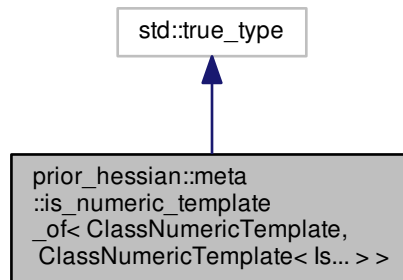 std::true_type
prior_hessian::meta
::is_numeric_template
_of< ClassNumericTemplate,
ClassNumericTemplate< Is... > >